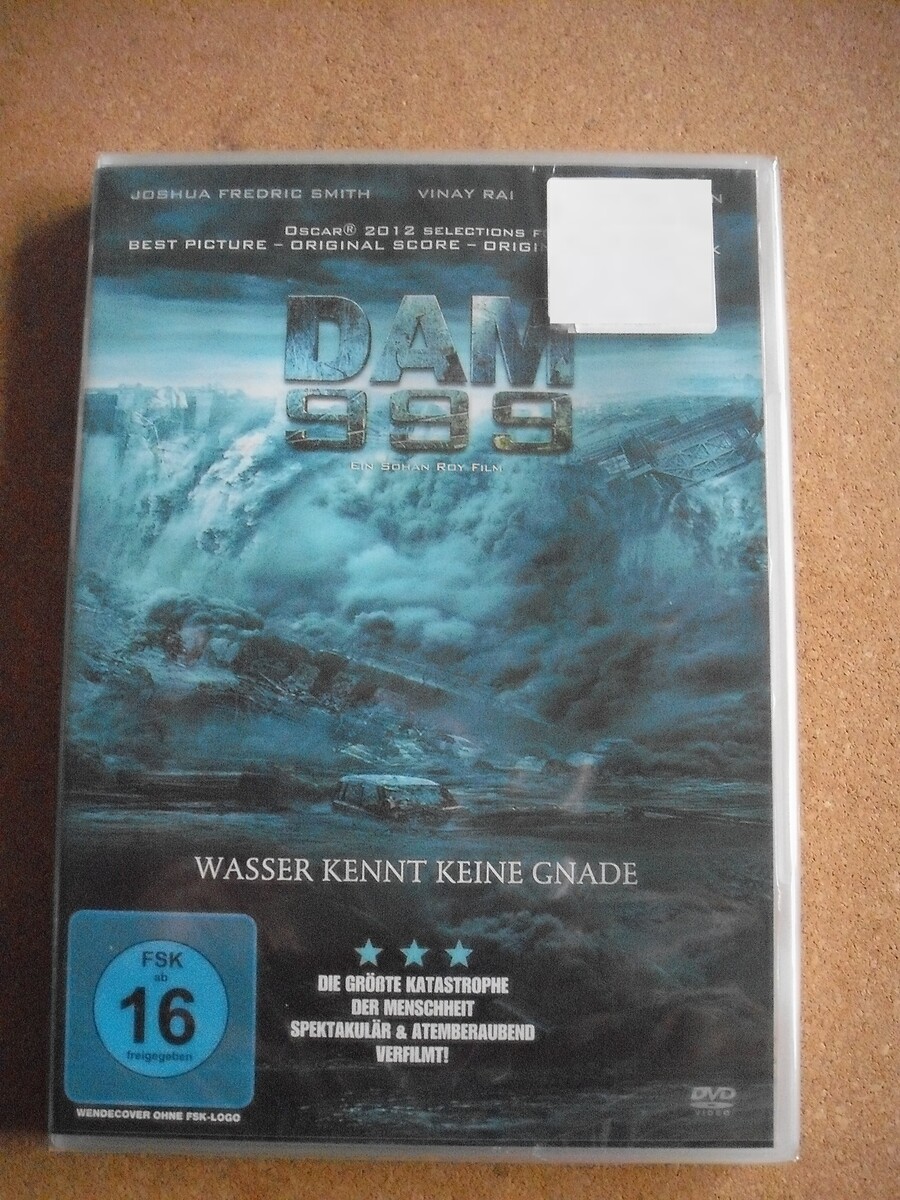 JOSHUA FREDRIC SMITH VINAY RAI
OSCAR® 2012 SELECTIONS
BEST PICTURE – ORIGINAL SCORE –
DAM
999
EIN SOHAN ROY FILM
WASSER KENNT KEINE GNADE
FSK
ab
16
freigegeben
WENDECOVER OHNE FSK-LOGO
DIE GRÖßTE KATASTROPHE
DER MENSCHHEIT
SPEKTAKULÄR & ATEMBERAUBEND
VERFILMT!
DVD
VIDEO